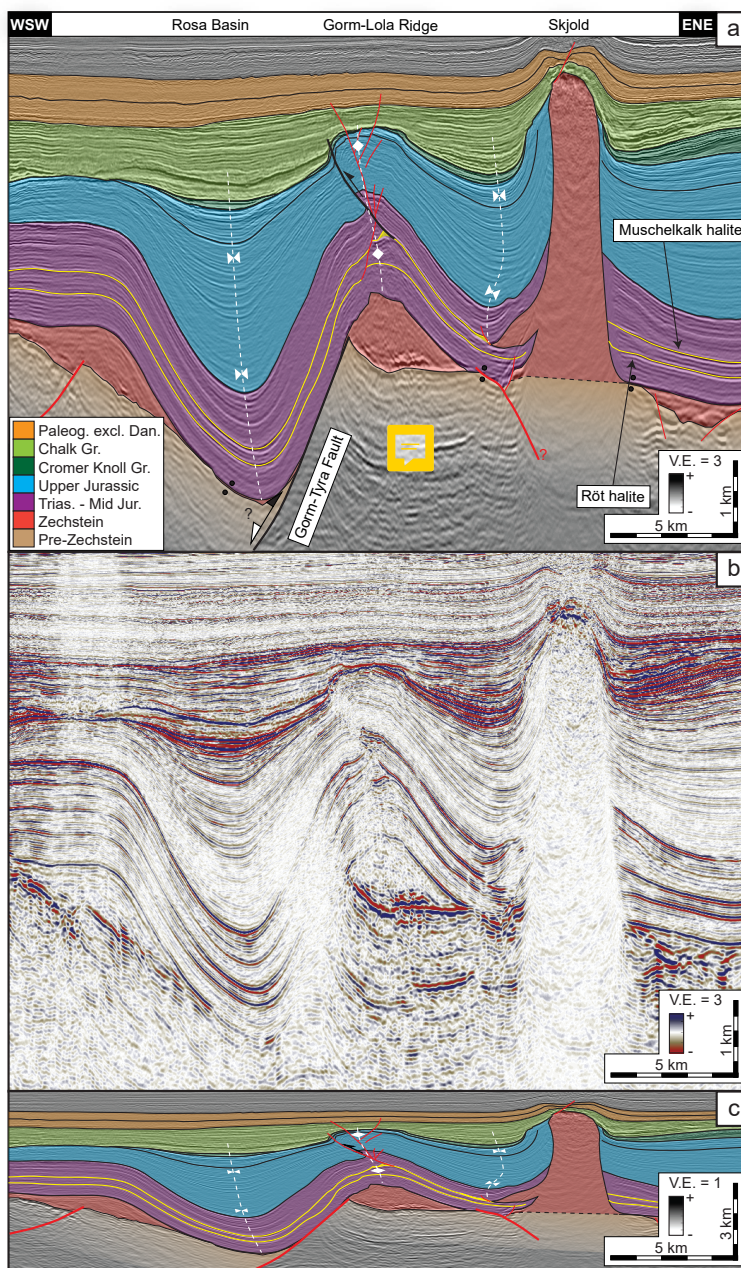 WSW
Rosa Basin
Gorm-Lola Ridge
Skjold
ENE
a
Muschelkalk halite
Paleog. excl. Dan.
Chalk Gr.
Cromer Knoll Gr.
Upper Jurassic
Trias. - Mid Jur.
Zechstein
Pre-Zechstein
?
Gorm-Tyra Fault
?
Röt halite
V.E. = 3
+
-
1 km
5 km
b
V.E. = 3
+
-
1 km
5 km
c
V.E. = 1
+
-
3 km
5 km